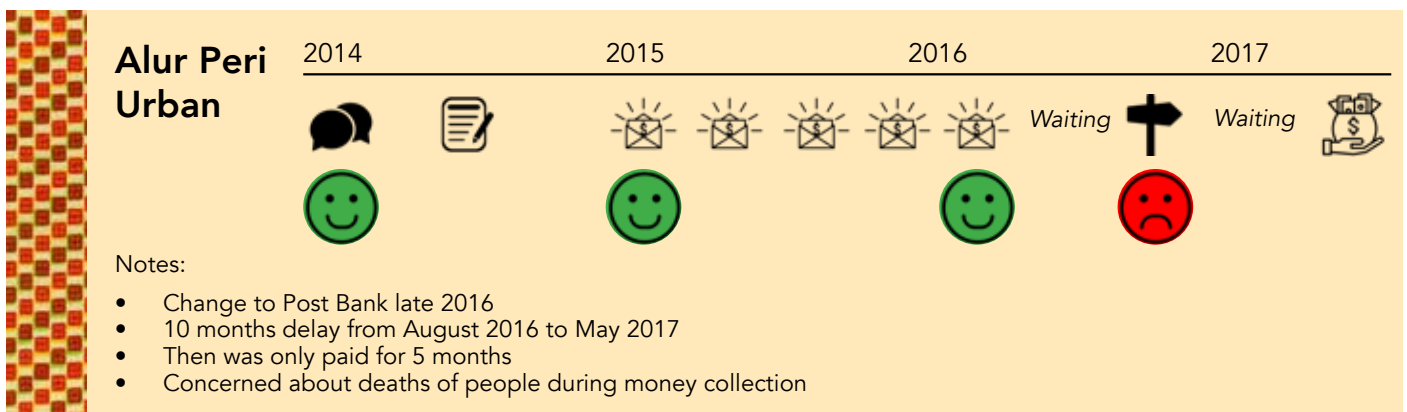 Alur Peri
Urban
2014 2015 2016 2017
Waiting Waiting
Notes:
• Change to Post Bank late 2016
• 10 months delay from August 2016 to May 2017
• Then was only paid for 5 months
• Concerned about deaths of people during money collection